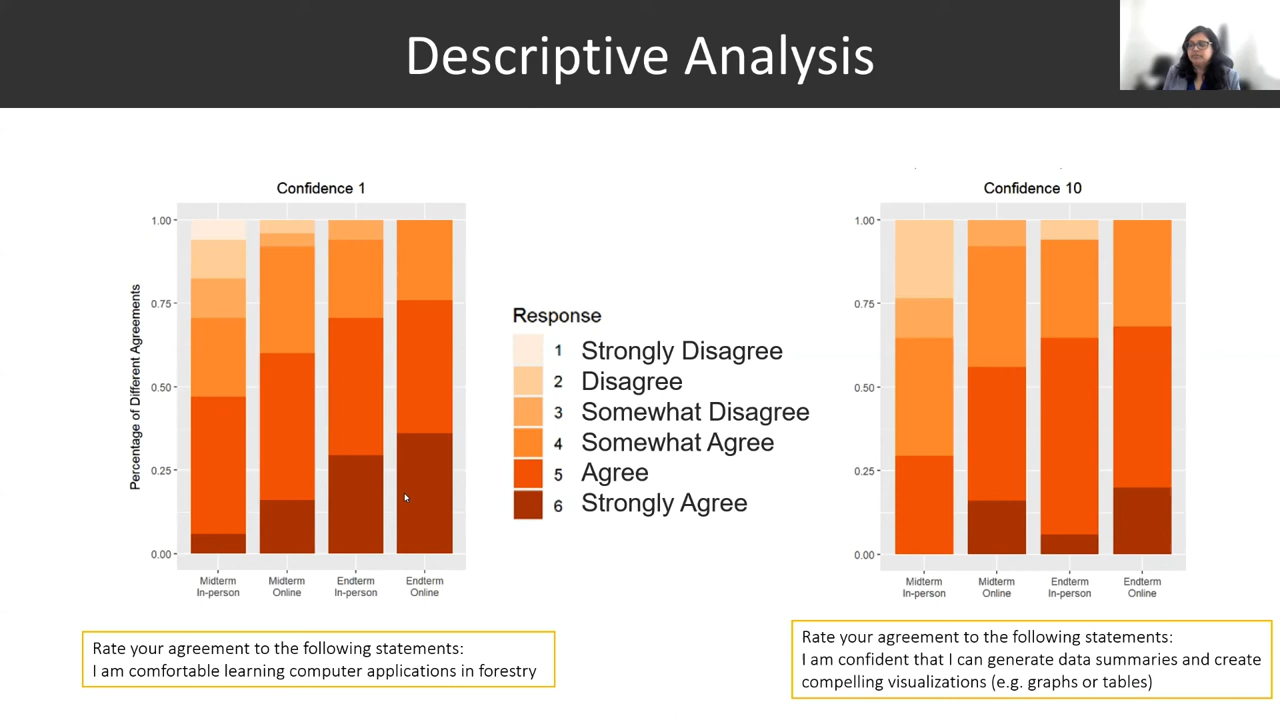 Descriptive Analysis
Confidence 1
Percentage of Different Agreements
1.00
0.75
0.50
0.25
0.00
Midterm In-person
Midterm Online
Endterm In-person
Endterm Online
Response
1 Strongly Disagree
2 Disagree
3 Somewhat Disagree
4 Somewhat Agree
5 Agree
6 Strongly Agree
Confidence 10
1.00
0.75
0.50
0.25
0.00
Midterm In-person
Midterm Online
Endterm In-person
Endterm Online
Rate your agreement to the following statements:
I am comfortable learning computer applications in forestry
Rate your agreement to the following statements:
I am confident that I can generate data summaries and create
compelling visualizations (e.g. graphs or tables)